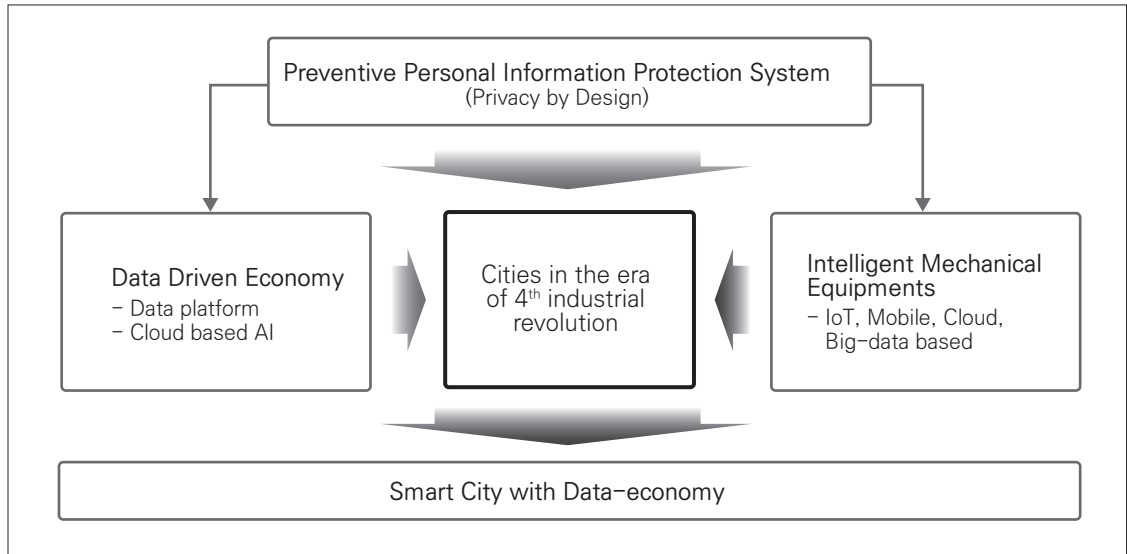 Preventive Personal Information Protection System
(Privacy by Design)
Data Driven Economy
- Data platform
- Cloud based AI
Cities in the era
of 4th industrial
revolution
Intelligent Mechanical
Equipments
- IoT, Mobile, Cloud,
Big-data based
Smart City with Data-economy